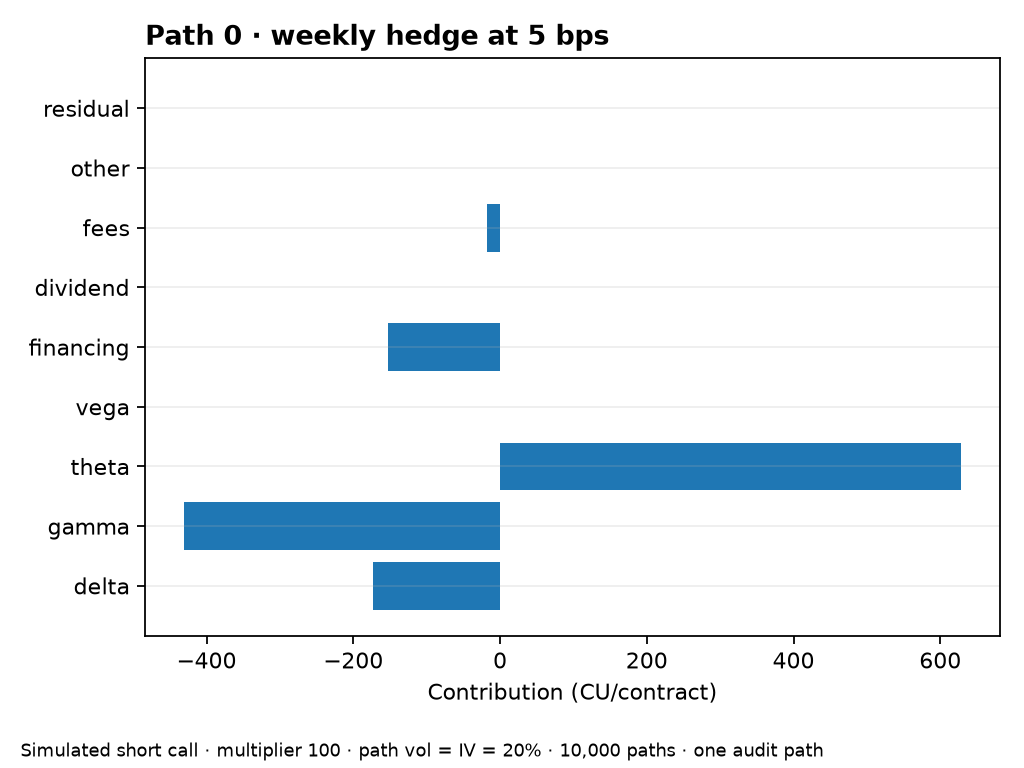 Path 0 · weekly hedge at 5 bps
residual
other
fees
dividend
financing
vega
theta
gamma
delta
−400 −200 0 200 400 600
Contribution (CU/contract)
Simulated short call · multiplier 100 · path vol = IV = 20% · 10,000 paths · one audit path